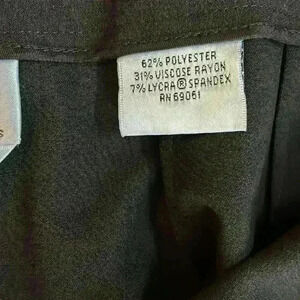 62% POLYESTER
31% VISCOSE RAYON
7% LYCRA® SPANDEX
RN 69061